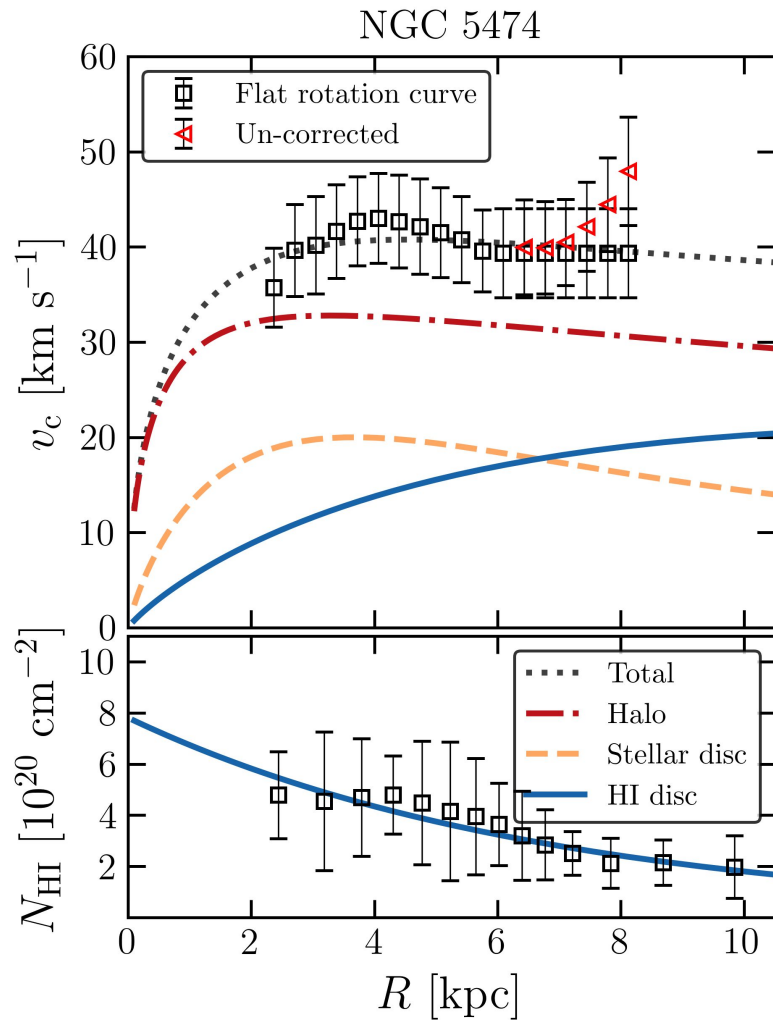 NGC 5474
60
50
40
30
20
10
0
v_c [km s⁻¹]
Flat rotation curve
Un-corrected
10
8
6
4
2
N_HI [10²⁰ cm⁻²]
Total
Halo
Stellar disc
HI disc
0 2 4 6 8 10
R [kpc]